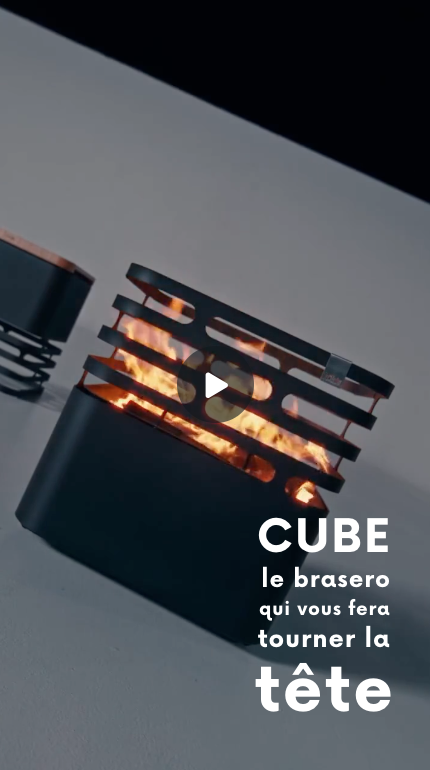 CUBE
le brasero
qui vous fera
tourner la
tête